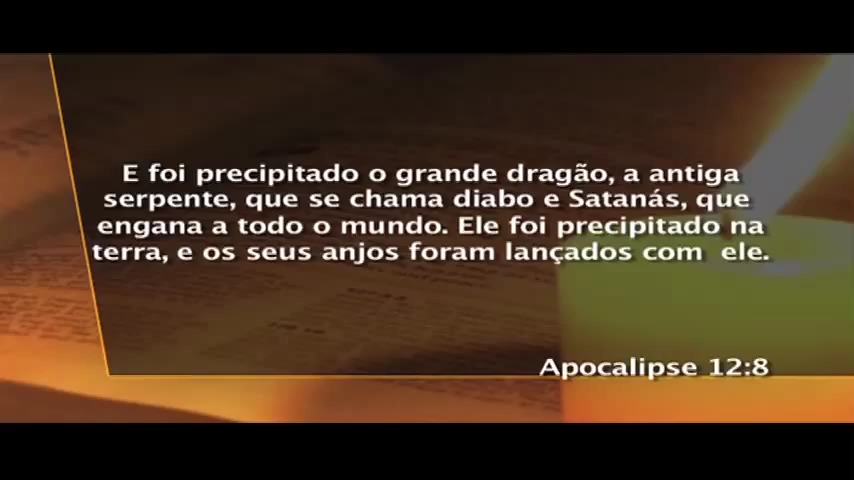 E foi precipitado o grande dragão, a antiga
serpente, que se chama diabo e Satanás, que
engana a todo o mundo. Ele foi precipitado na
terra, e os seus anjos foram lançados com ele.
Apocalipse 12:8